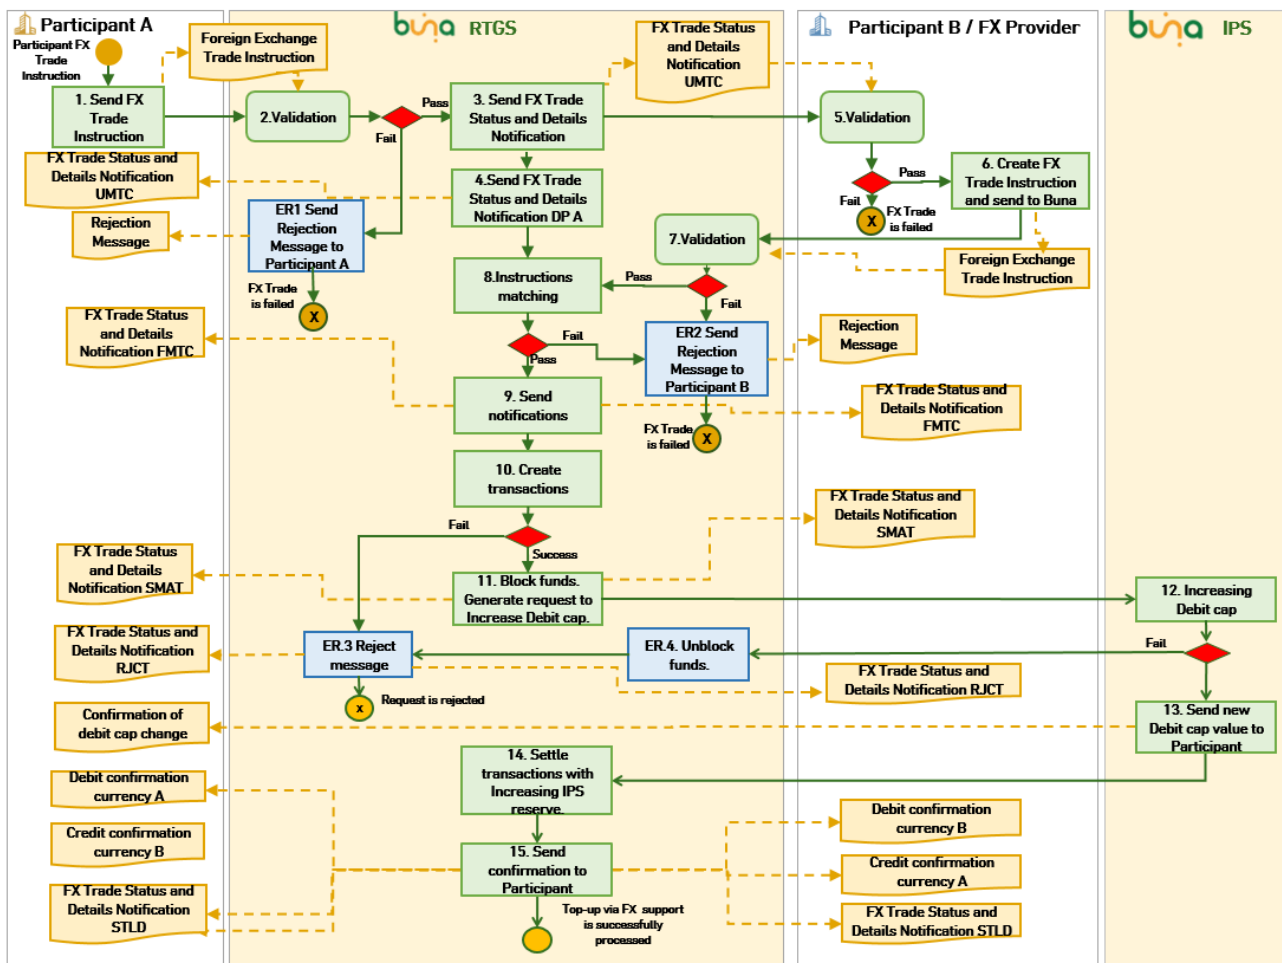 Participant A
buna RTGS
Participant B / FX Provider
buna IPS
Participant FX
Trade
Instruction
Foreign Exchange
Trade Instruction
FX Trade Status
and Details
Notification
UMTC
1. Send FX
Trade
Instruction
2.Validation
Pass
Fail
3. Send FX Trade
Status and Details
Notification
5.Validation
FX Trade Status and
Details Notification
UMTC
4.Send FX Trade
Status and Details
Notification DP A
Pass
Fail
6. Create FX
Trade Instruction
and send to Buna
X
FX Trade
is failed
Rejection
Message
ER1 Send
Rejection
Message to
Participant A
7.Validation
Foreign Exchange
Trade Instruction
8.Instructions
matching
Pass
Fail
FX Trade
is failed
X
FX Trade Status
and Details
Notification FMTC
Fail
Pass
ER2 Send
Rejection
Message to
Participant B
Rejection
Message
9. Send
notifications
FX Trade Status and
Details Notification
FMTC
FX Trade
is failed
X
10. Create
transactions
FX Trade Status and
Details Notification
SMAT
Fail
Success
FX Trade Status
and Details
Notification SMAT
11. Block funds.
Generate request to
Increase Debit cap.
12. Increasing
Debit cap
FX Trade Status and
Details Notification
RJCT
ER.3 Reject
message
ER.4. Unblock
funds.
Fail
FX Trade Status and
Details Notification RJCT
x
Request is rejected
Confirmation of
debit cap change
13. Send new
Debit cap value to
Participant
14. Settle
transactions with
Increasing IPS
reserve.
Debit confirmation
currency A
Debit confirmation
currency B
Credit confirmation
currency B
15. Send
confirmation to
Participant
Credit confirmation
currency A
FX Trade Status and
Details Notification
STLD
Top-up via FX support
is successfully
processed
FX Trade Status and
Details Notification STLD